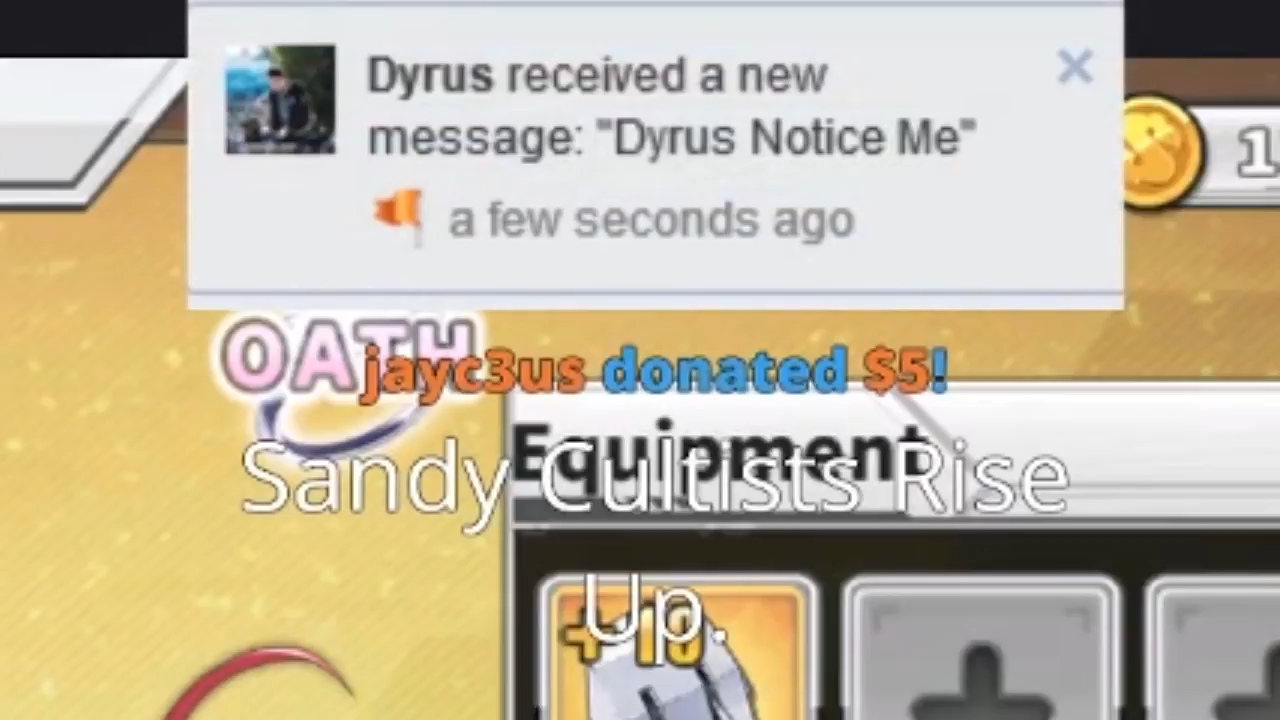 Dyrus received a new
message: "Dyrus Notice Me"
a few seconds ago
1
OATH
jayc3us donated $5!
Equipment
Sandy Cultists Rise
Up.
+10